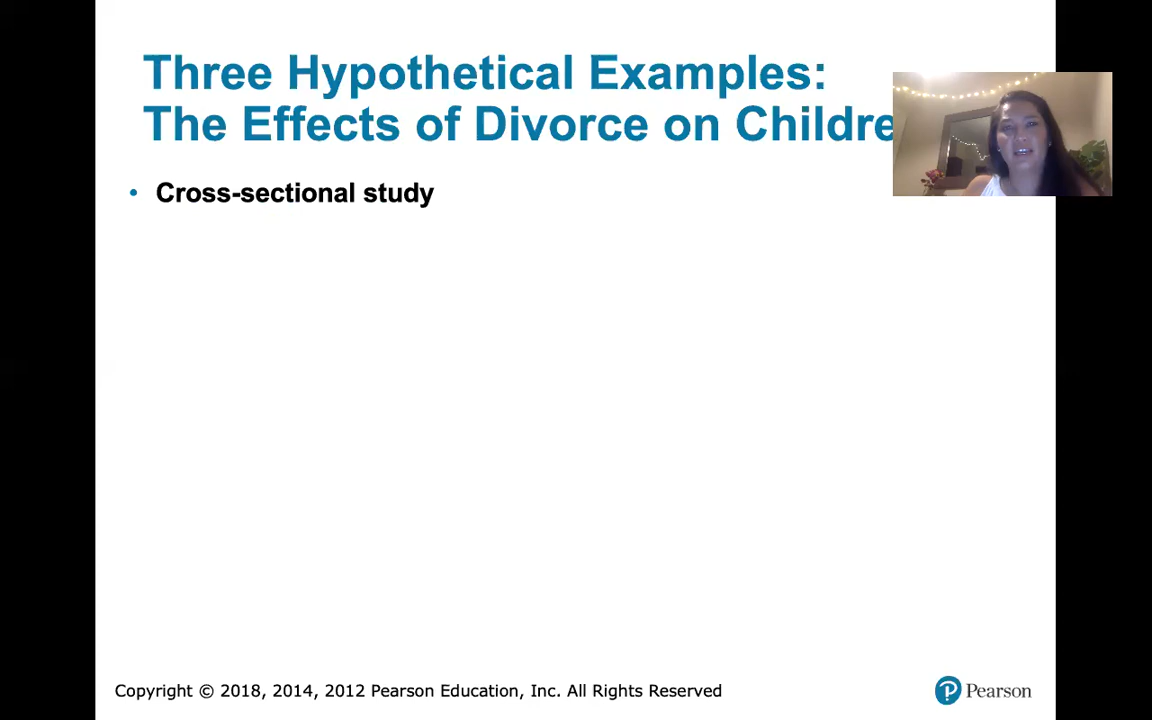 Three Hypothetical Examples:
The Effects of Divorce on Childre
• Cross-sectional study
Copyright © 2018, 2014, 2012 Pearson Education, Inc. All Rights Reserved
Pearson